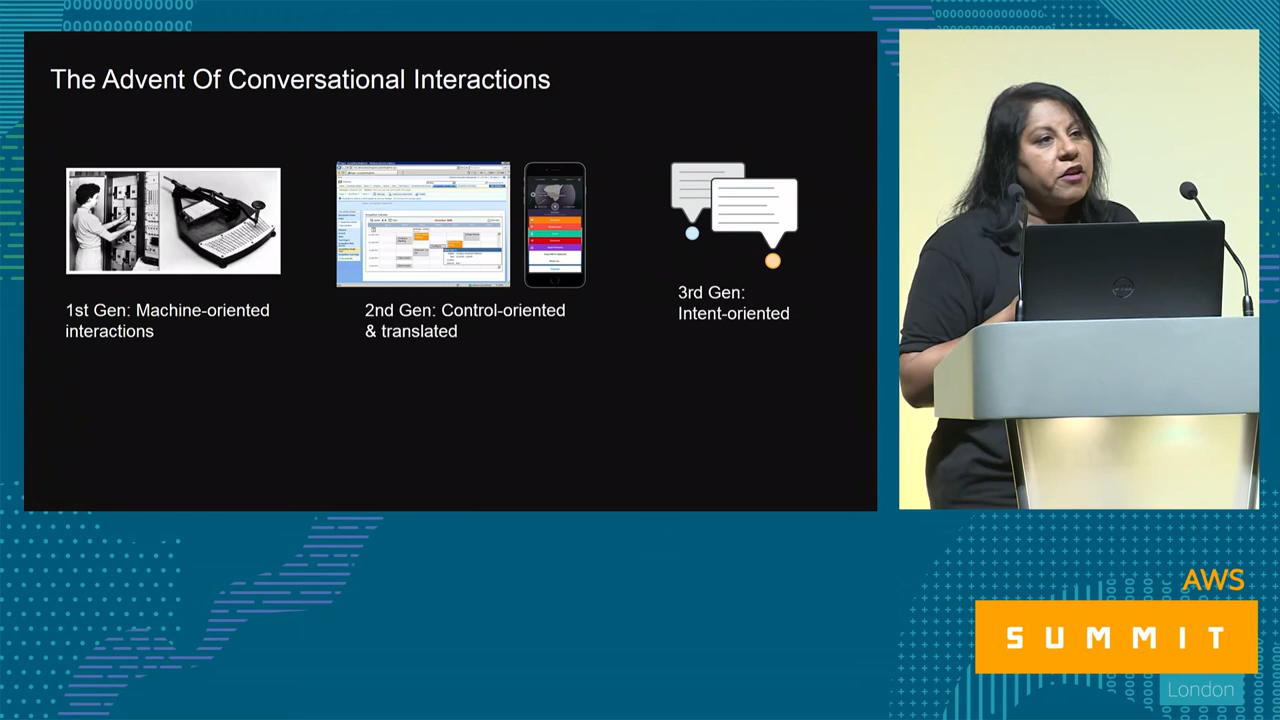 The Advent Of Conversational Interactions
1st Gen: Machine-oriented
interactions
2nd Gen: Control-oriented
& translated
3rd Gen:
Intent-oriented
AWS
SUMMIT
London